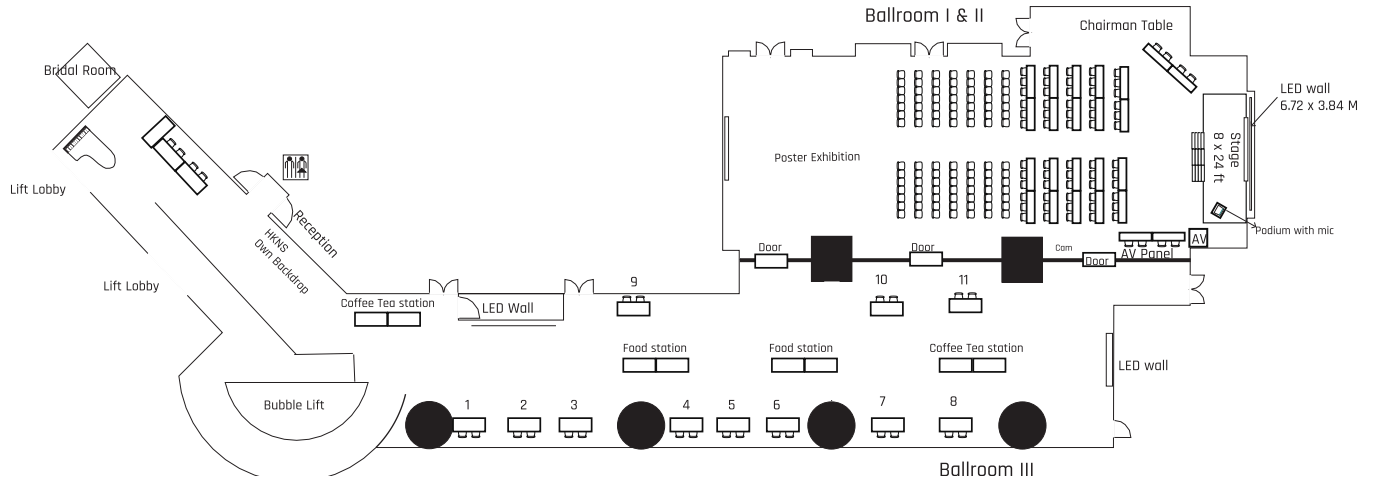 Ballroom I & II
Chairman Table
Bridal Room
LED wall
6.72 x 3.84 M
Stage
8 x 24 ft
Poster Exhibition
Lift Lobby
Reception
HKNS
Own Backdrop
Podium with mic
AV
AV Panel
Door
Door
Cam
Door
Lift Lobby
9
10
11
Coffee Tea station
LED Wall
Food station
Food station
Coffee Tea station
LED wall
Bubble Lift
1
2
3
4
5
6
7
8
Ballroom III